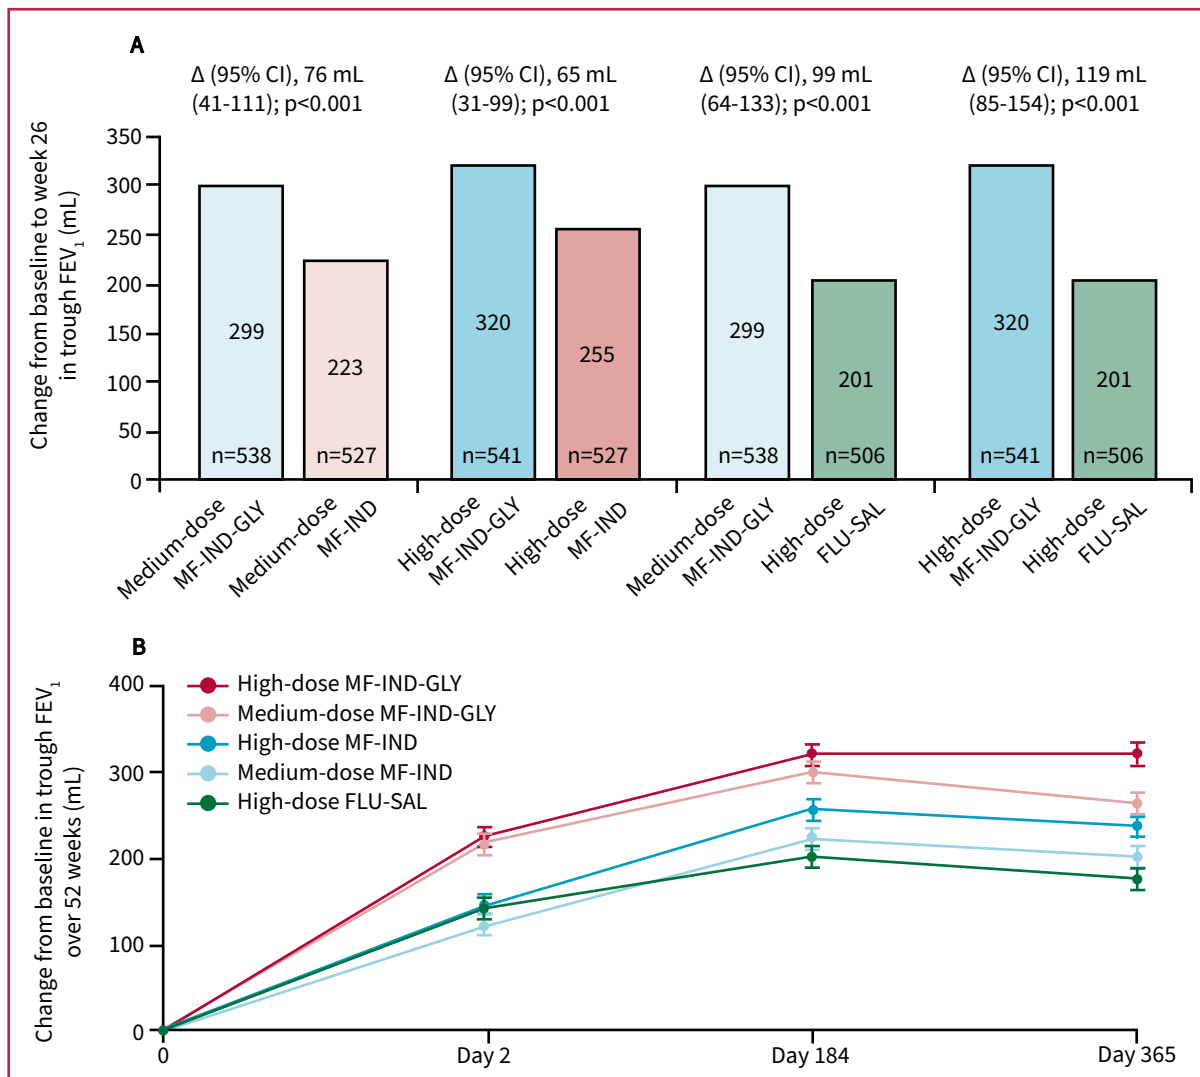 A
Δ (95% CI), 76 mL
(41-111); p<0.001
Δ (95% CI), 65 mL
(31-99); p<0.001
Δ (95% CI), 99 mL
(64-133); p<0.001
Δ (95% CI), 119 mL
(85-154); p<0.001
Change from baseline to week 26
in trough FEV₁ (mL)
350
300
250
200
150
100
50
0
299
n=538
223
n=527
320
n=541
255
n=527
299
n=538
201
n=506
320
n=541
201
n=506
Medium-dose
MF-IND-GLY
Medium-dose
MF-IND
High-dose
MF-IND-GLY
High-dose
MF-IND
Medium-dose
MF-IND-GLY
High-dose
FLU-SAL
HIgh-dose
MF-IND-GLY
High-dose
FLU-SAL
B
Change from baseline in trough FEV₁
over 52 weeks (mL)
400
300
200
100
0
High-dose MF-IND-GLY
Medium-dose MF-IND-GLY
High-dose MF-IND
Medium-dose MF-IND
High-dose FLU-SAL
0
Day 2
Day 184
Day 365